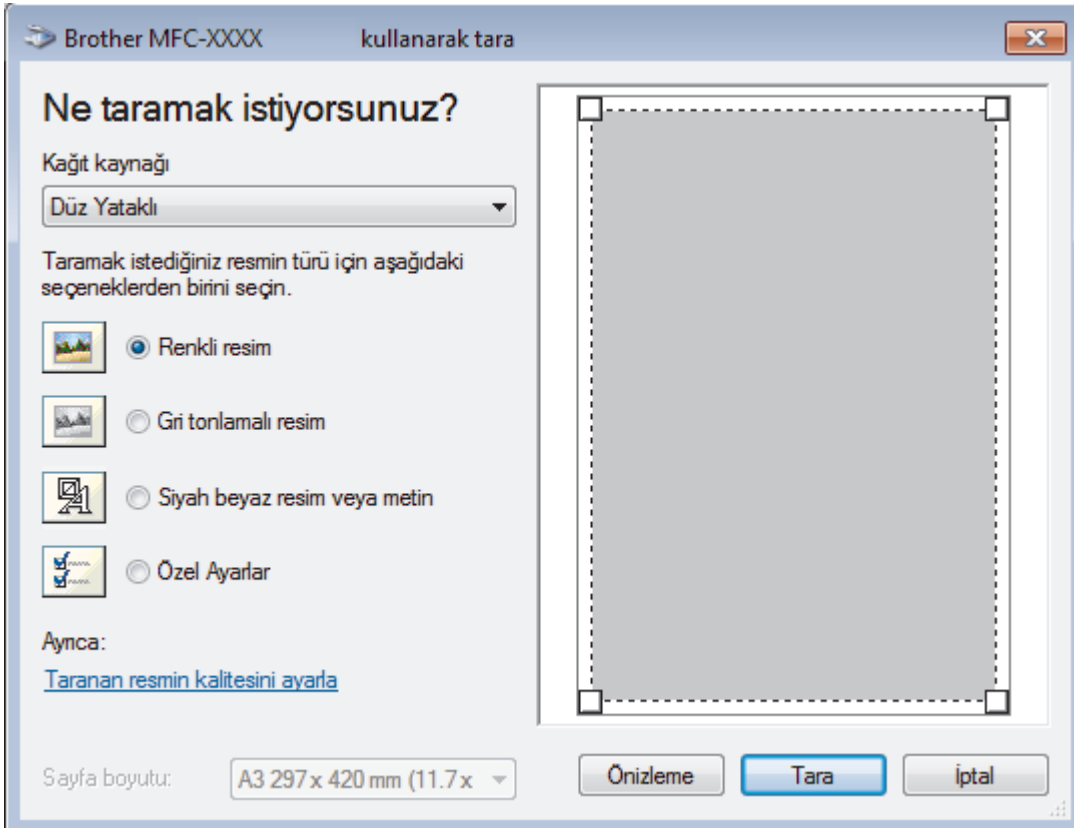 Brother MFC-XXXX kullanarak tara
Ne taramak istiyorsunuz?
Kağıt kaynağı
Düz Yataklı
Taramak istediğiniz resmin türü için aşağıdaki
seçeneklerden birini seçin.
Renkli resim
Gri tonlamalı resim
Siyah beyaz resim veya metin
Özel Ayarlar
Ayrıca:
Taranan resmin kalitesini ayarla
Sayfa boyutu:
A3 297 x 420 mm (11.7 x
Önizleme
Tara
İptal